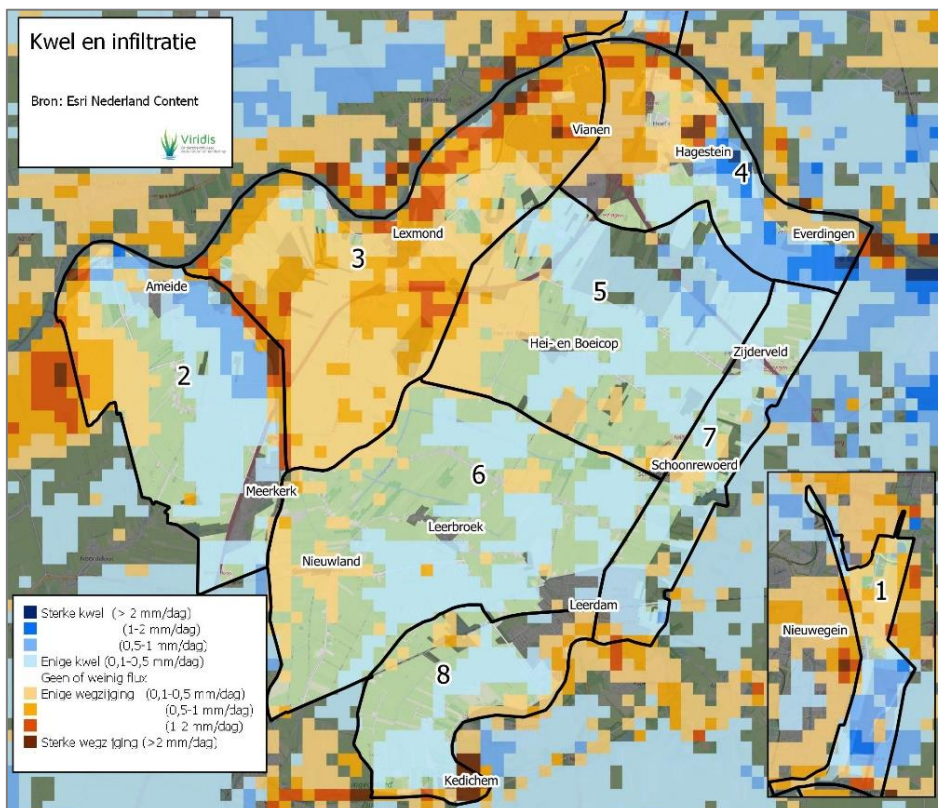 Kwel en infiltratie
Bron: Esri Nederland Content
Viridis
Vianen
Hagestein
4
Everdingen
Lexmond
3
Ameide
5
2
Hei- en Boeicop
Zijderveld
7
Schoonrewoerd
6
Meerkerk
Leerbroek
Nieuwland
Leerdam
8
Kedichem
1
Nieuwegein
Sterke kwel (> 2 mm/dag)
(1-2 mm/dag)
(0,5-1 mm/dag)
Enige kwel (0,1-0,5 mm/dag)
Geen of weinig flux
Enige wegzijging (0,1-0,5 mm/dag)
(0,5-1 mm/dag)
(1-2 mm/dag)
Sterke wegzijging (>2 mm/dag)